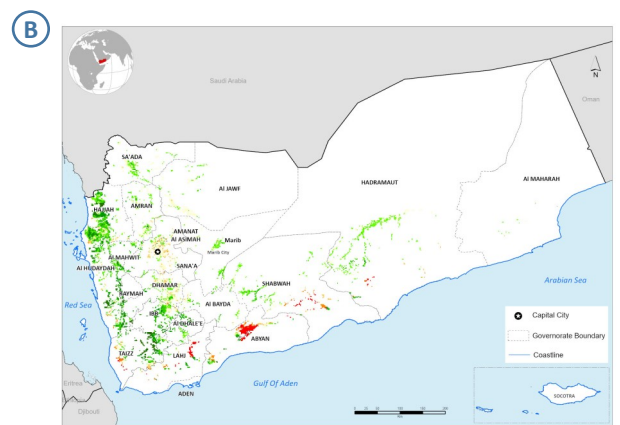 B
Saudi Arabia
N
Oman
SA'ADA
Al JAWF
HADRAMAUT
Al MAHARAH
HAJJAH
AMRAN
AMANAT
Al ASIMAH
Marib
Marib City
Al MAHWIT
SANA'A
Al HUDAYDAH
DHAMAR
SHABWAH
Arabian Sea
Red Sea
RAYMAH
Al BAYDA
IBB
Al DHALE'E
ABYAN
TAIZZ
LAHJ
ADEN
Gulf Of Aden
Eritrea
Djibouti
Capital City
Governorate Boundary
Coastline
SOCOTRA